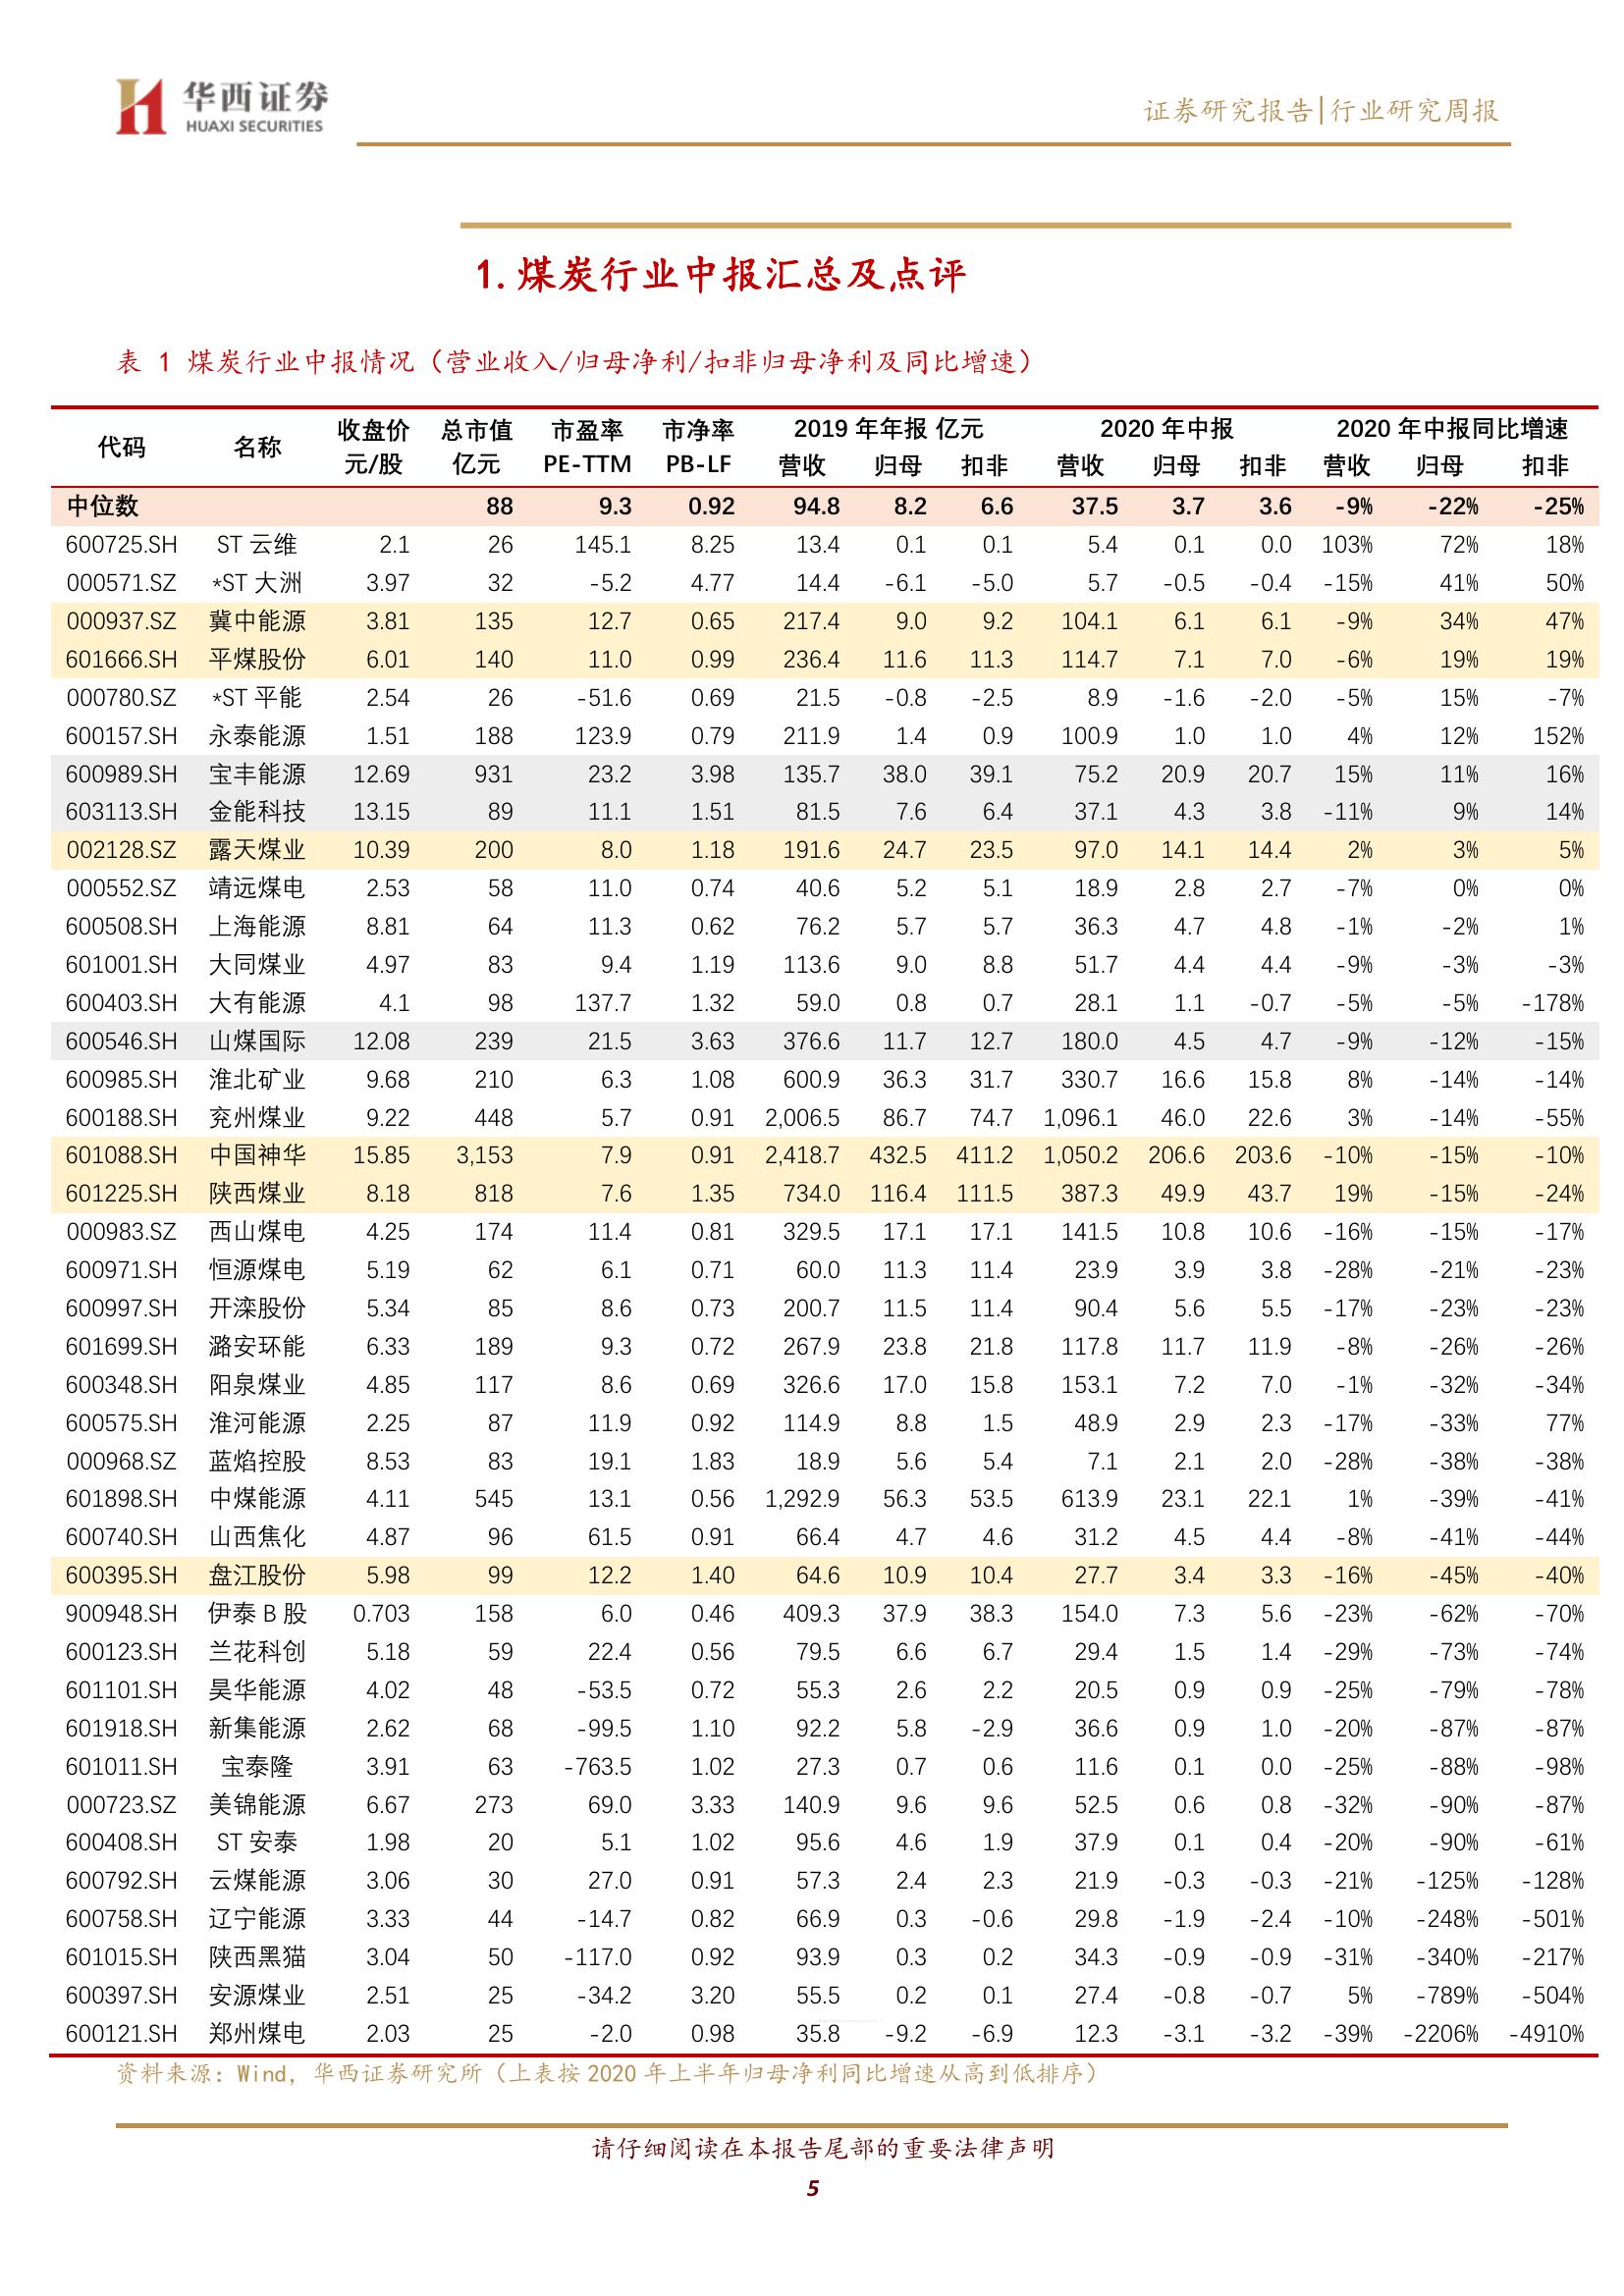 华西证券
HUAXI SECURITIES
证券研究报告|行业研究周报
1. 煤炭行业中报汇总及点评
表 1 煤炭行业中报情况（营业收入/归母净利/扣非归母净利及同比增速）
代码 名称 收盘价 总市值 市盈率 市净率 2019 年年报 亿元 2020 年中报 2020 年中报同比增速
元/股 亿元 PE-TTM PB-LF 营收 归母 扣非 营收 归母 扣非 营收 归母 扣非
中位数 88 9.3 0.92 94.8 8.2 6.6 37.5 3.7 3.6 -9% -22% -25%
600725.SH ST 云维 2.1 26 145.1 8.25 13.4 0.1 0.1 5.4 0.1 0.0 103% 72% 18%
000571.SZ *ST 大洲 3.97 32 -5.2 4.77 14.4 -6.1 -5.0 5.7 -0.5 -0.4 -15% 41% 50%
000937.SZ 冀中能源 3.81 135 12.7 0.65 217.4 9.0 9.2 104.1 6.1 6.1 -9% 34% 47%
601666.SH 平煤股份 6.01 140 11.0 0.99 236.4 11.6 11.3 114.7 7.1 7.0 -6% 19% 19%
000780.SZ *ST 平能 2.54 26 -51.6 0.69 21.5 -0.8 -2.5 8.9 -1.6 -2.0 -5% 15% -7%
600157.SH 永泰能源 1.51 188 123.9 0.79 211.9 1.4 0.9 100.9 1.0 1.0 4% 12% 152%
600989.SH 宝丰能源 12.69 931 23.2 3.98 135.7 38.0 39.1 75.2 20.9 20.7 15% 11% 16%
603113.SH 金能科技 13.15 89 11.1 1.51 81.5 7.6 6.4 37.1 4.3 3.8 -11% 9% 14%
002128.SZ 露天煤业 10.39 200 8.0 1.18 191.6 24.7 23.5 97.0 14.1 14.4 2% 3% 5%
000552.SZ 靖远煤电 2.53 58 11.0 0.74 40.6 5.2 5.1 18.9 2.8 2.7 -7% 0% 0%
600508.SH 上海能源 8.81 64 11.3 0.62 76.2 5.7 5.7 36.3 4.7 4.8 -1% -2% 1%
601001.SH 大同煤业 4.97 83 9.4 1.19 113.6 9.0 8.8 51.7 4.4 4.4 -9% -3% -3%
600403.SH 大有能源 4.1 98 137.7 1.32 59.0 0.8 0.7 28.1 1.1 -0.7 -5% -5% -178%
600546.SH 山煤国际 12.08 239 21.5 3.63 376.6 11.7 12.7 180.0 4.5 4.7 -9% -12% -15%
600985.SH 淮北矿业 9.68 210 6.3 1.08 600.9 36.3 31.7 330.7 16.6 15.8 8% -14% -14%
600188.SH 兖州煤业 9.22 448 5.7 0.91 2,006.5 86.7 74.7 1,096.1 46.0 22.6 3% -14% -55%
601088.SH 中国神华 15.85 3,153 7.9 0.91 2,418.7 432.5 411.2 1,050.2 206.6 203.6 -10% -15% -10%
601225.SH 陕西煤业 8.18 818 7.6 1.35 734.0 116.4 111.5 387.3 49.9 43.7 19% -15% -24%
000983.SZ 西山煤电 4.25 174 11.4 0.81 329.5 17.1 17.1 141.5 10.8 10.6 -16% -15% -17%
600971.SH 恒源煤电 5.19 62 6.1 0.71 60.0 11.3 11.4 23.9 3.9 3.8 -28% -21% -23%
600997.SH 开滦股份 5.34 85 8.6 0.73 200.7 11.5 11.4 90.4 5.6 5.5 -17% -23% -23%
601699.SH 潞安环能 6.33 189 9.3 0.72 267.9 23.8 21.8 117.8 11.7 11.9 -8% -26% -26%
600348.SH 阳泉煤业 4.85 117 8.6 0.69 326.6 17.0 15.8 153.1 7.2 7.0 -1% -32% -34%
600575.SH 淮河能源 2.25 87 11.9 0.92 114.9 8.8 1.5 48.9 2.9 2.3 -17% -33% 77%
000968.SZ 蓝焰控股 8.53 83 19.1 1.83 18.9 5.6 5.4 7.1 2.1 2.0 -28% -38% -38%
601898.SH 中煤能源 4.11 545 13.1 0.56 1,292.9 56.3 53.5 613.9 23.1 22.1 1% -39% -41%
600740.SH 山西焦化 4.87 96 61.5 0.91 66.4 4.7 4.6 31.2 4.5 4.4 -8% -41% -44%
600395.SH 盘江股份 5.98 99 12.2 1.40 64.6 10.9 10.4 27.7 3.4 3.3 -16% -45% -40%
900948.SH 伊泰 B 股 0.703 158 6.0 0.46 409.3 37.9 38.3 154.0 7.3 5.6 -23% -62% -70%
600123.SH 兰花科创 5.18 59 22.4 0.56 79.5 6.6 6.7 29.4 1.5 1.4 -29% -73% -74%
601101.SH 昊华能源 4.02 48 -53.5 0.72 55.3 2.6 2.2 20.5 0.9 0.9 -25% -79% -78%
601918.SH 新集能源 2.62 68 -99.5 1.10 92.2 5.8 -2.9 36.6 0.9 1.0 -20% -87% -87%
601011.SH 宝泰隆 3.91 63 -763.5 1.02 27.3 0.7 0.6 11.6 0.1 0.0 -25% -88% -98%
000723.SZ 美锦能源 6.67 273 69.0 3.33 140.9 9.6 9.6 52.5 0.6 0.8 -32% -90% -87%
600408.SH ST 安泰 1.98 20 5.1 1.02 95.6 4.6 1.9 37.9 0.1 0.4 -20% -90% -61%
600792.SH 云煤能源 3.06 30 27.0 0.91 57.3 2.4 2.3 21.9 -0.3 -0.3 -21% -125% -128%
600758.SH 辽宁能源 3.33 44 -14.7 0.82 66.9 0.3 -0.6 29.8 -1.9 -2.4 -10% -248% -501%
601015.SH 陕西黑猫 3.04 50 -117.0 0.92 93.9 0.3 0.2 34.3 -0.9 -0.9 -31% -340% -217%
600397.SH 安源煤业 2.51 25 -34.2 3.20 55.5 0.2 0.1 27.4 -0.8 -0.7 5% -789% -504%
600121.SH 郑州煤电 2.03 25 -2.0 0.98 35.8 -9.2 -6.9 12.3 -3.1 -3.2 -39% -2206% -4910%
资料来源：Wind，华西证券研究所（上表按 2020 年上半年归母净利同比增速从高到低排序）
请仔细阅读在本报告尾部的重要法律声明
5